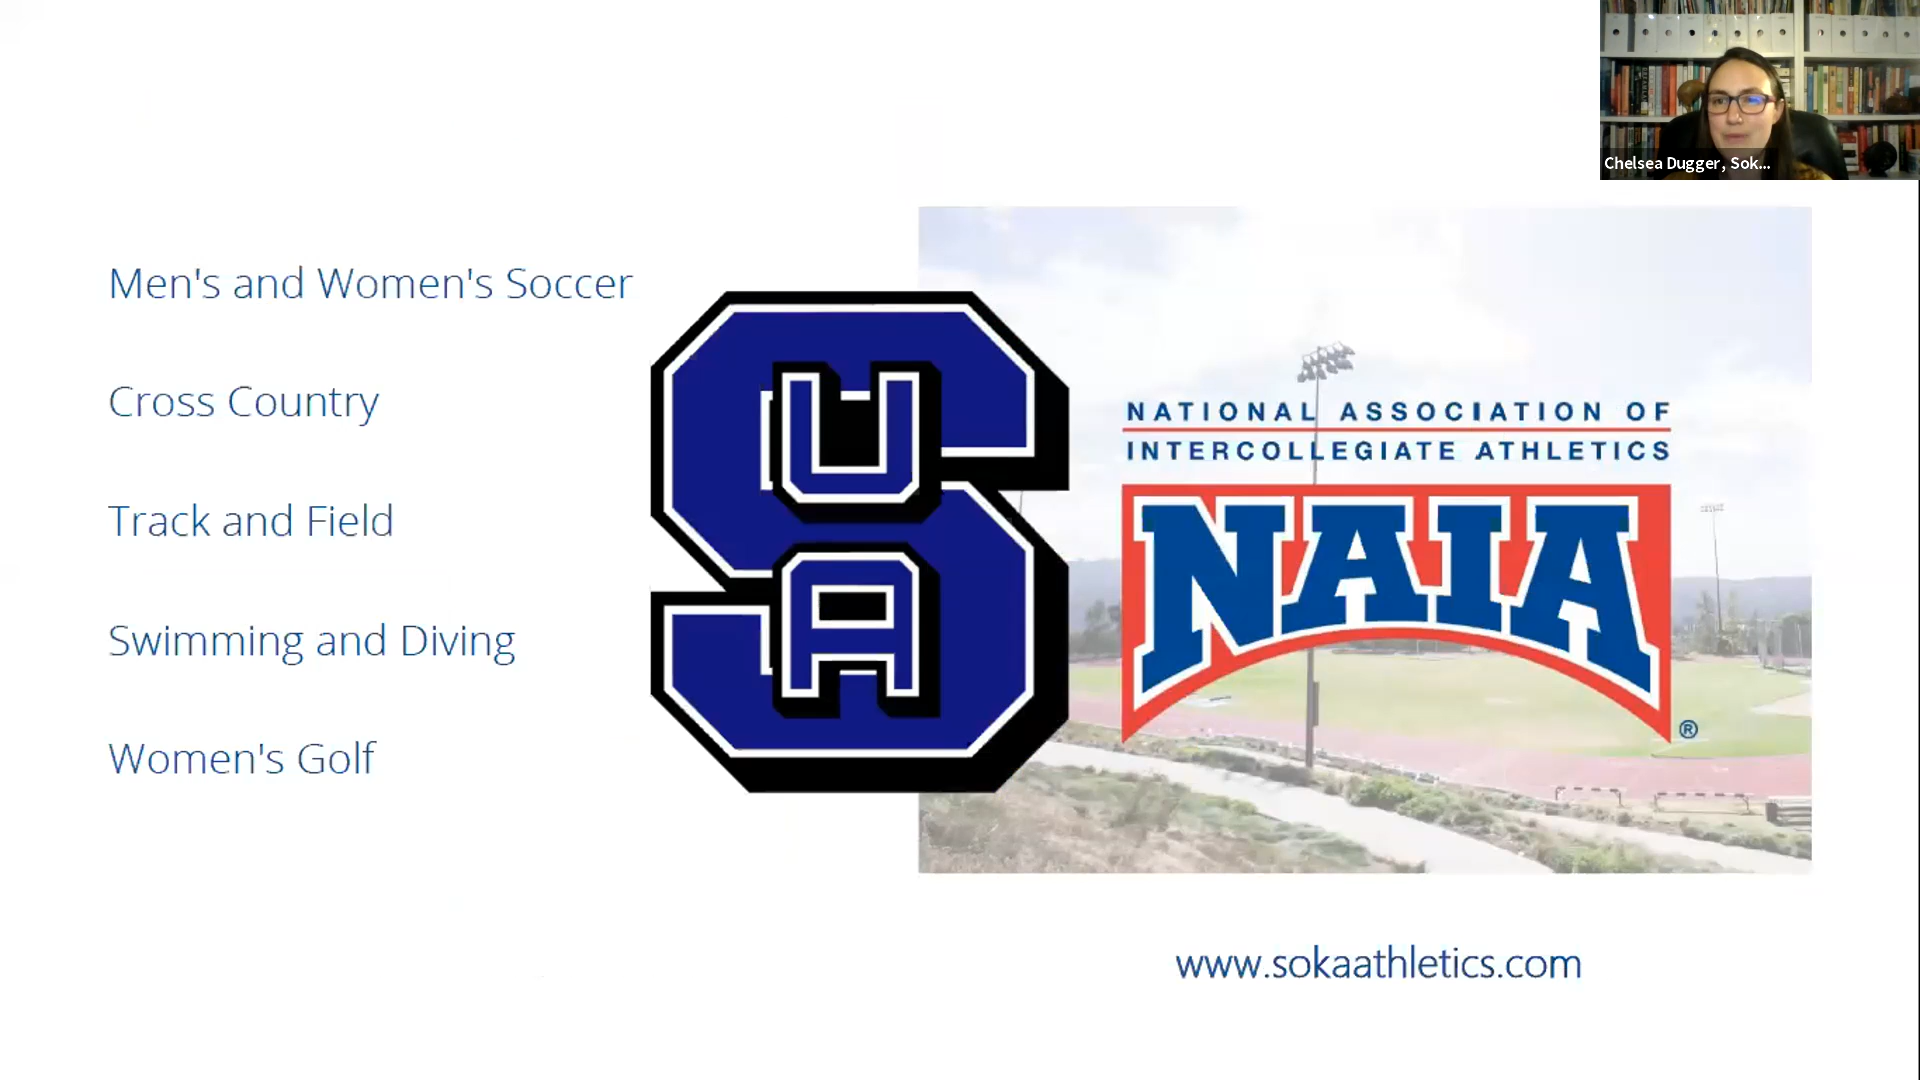 Chelsea Dugger, Sok...
Men's and Women's Soccer
Cross Country
Track and Field
Swimming and Diving
Women's Golf
SUA
NATIONAL ASSOCIATION OF
INTERCOLLEGIATE ATHLETICS
NAIA®
www.sokaathletics.com